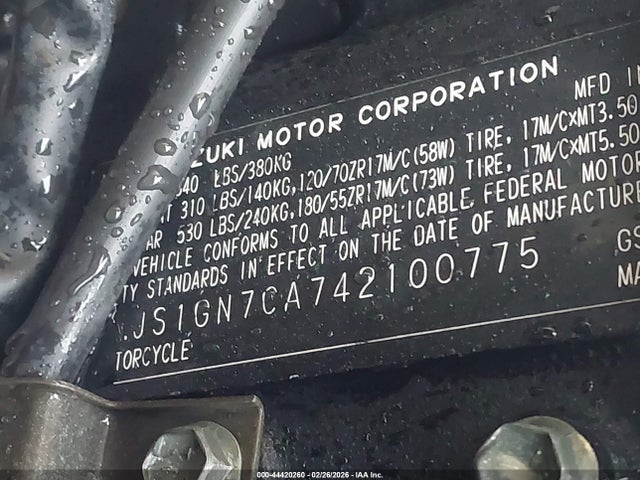 ZUKI MOTOR CORPORATION MFD IN
840 LBS/380KG
T 310 LBS/140KG,120/70ZR17M/C(58W) TIRE, 17M/CXMT3.50
AR 530 LBS/240KG,180/55ZR17M/C(73W) TIRE, 17M/CXMT5.50
VEHICLE CONFORMS TO ALL APPLICABLE FEDERAL MOTOR
TY STANDARDS IN EFFECT ON THE DATE OF MANUFACTURE
JS1GN7CA742100775 GS
TORCYCLE MA
000-44420260 - 02/26/2026 - IAA Inc.